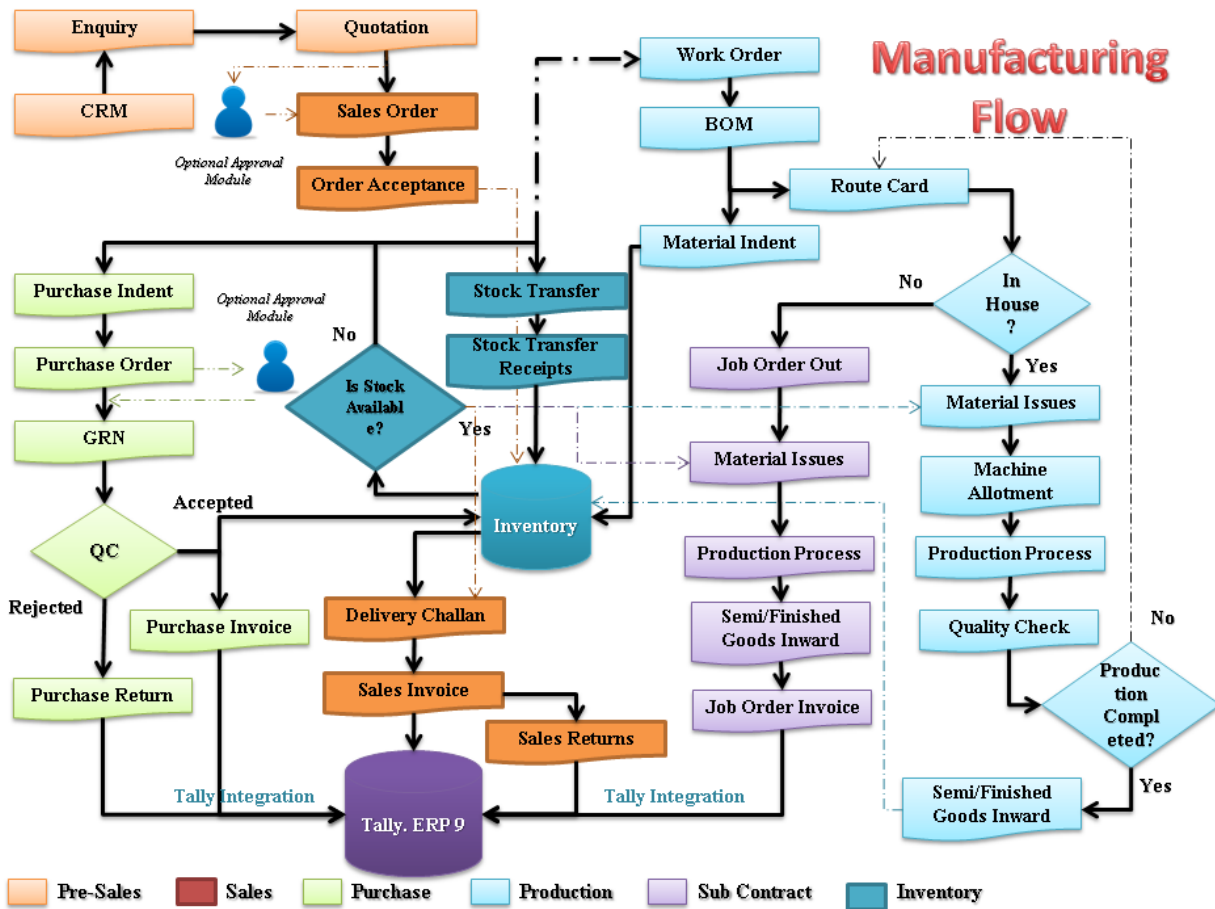 Enquiry
Quotation
CRM
Sales Order
Optional Approval
Module
Order Acceptance
Work Order
BOM
Manufacturing
Flow
Route Card
Material Indent
Purchase Indent
Optional Approval
Module
Purchase Order
GRN
QC
Accepted
Rejected
Purchase Invoice
Purchase Return
No
Is Stock
Availabl
e?
Yes
Stock Transfer
Stock Transfer
Receipts
Inventory
Delivery Challan
Sales Invoice
Sales Returns
Tally Integration
Tally. ERP 9
Tally Integration
No
In
House
?
Yes
Job Order Out
Material Issues
Production Process
Semi/Finished
Goods Inward
Job Order Invoice
Material Issues
Machine
Allotment
Production Process
Quality Check
No
Produc
tion
Compl
eted?
Yes
Semi/Finished
Goods Inward
Pre-Sales
Sales
Purchase
Production
Sub Contract
Inventory